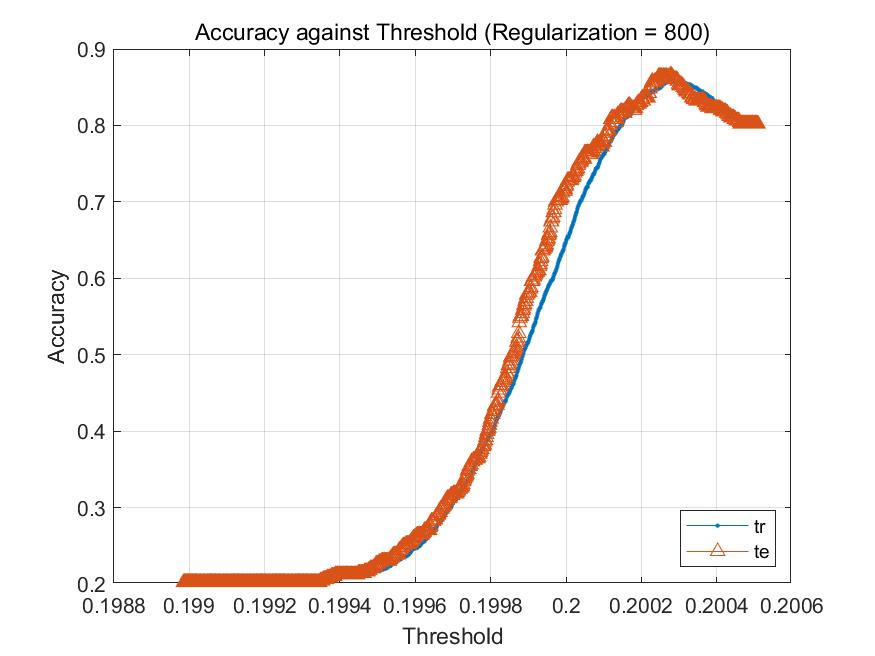 Accuracy against Threshold (Regularization = 800)
0.9
0.8
0.7
0.6
0.5
0.4
0.3
0.2
Accuracy
0.1988 0.199 0.1992 0.1994 0.1996 0.1998 0.2 0.2002 0.2004 0.2006
Threshold
tr
te